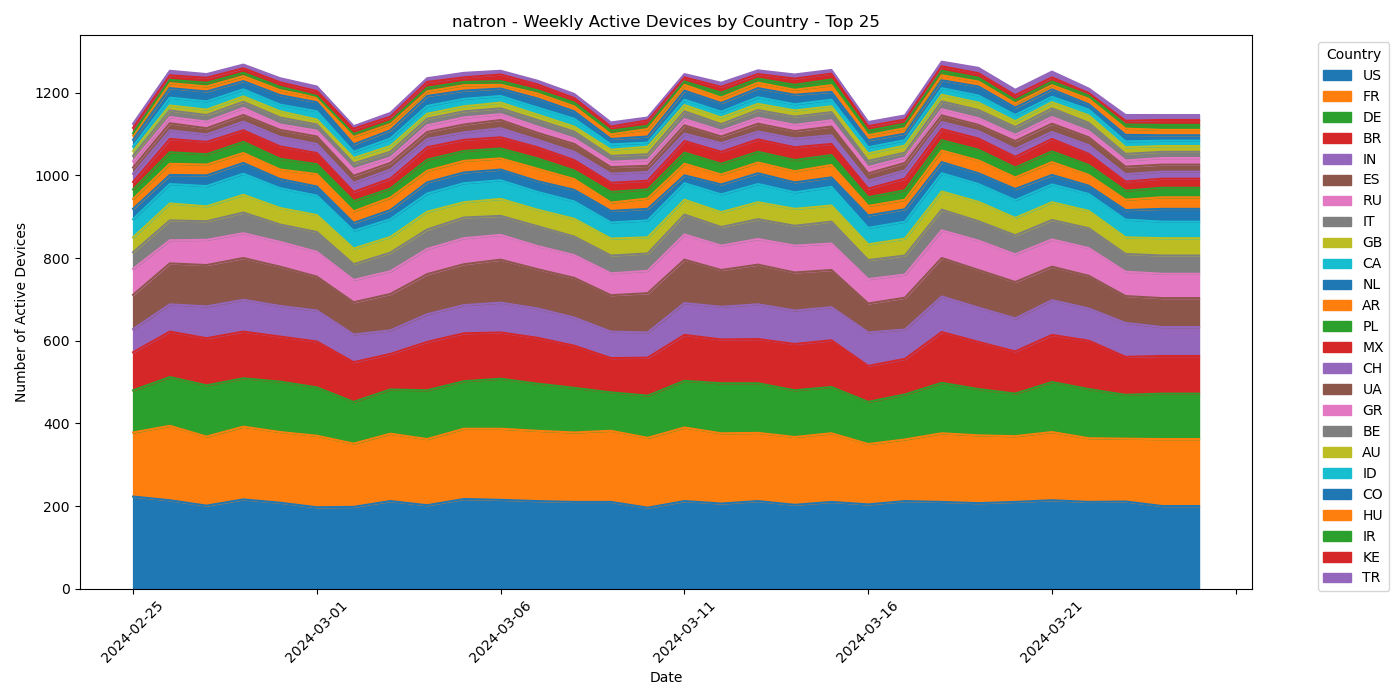 natron - Weekly Active Devices by Country - Top 25
Number of Active Devices
1200
1000
800
600
400
200
0
2024-02-25
2024-03-01
2024-03-06
2024-03-11
2024-03-16
2024-03-21
Date
Country
US
FR
DE
BR
IN
ES
RU
IT
GB
CA
NL
AR
PL
MX
CH
UA
GR
BE
AU
ID
CO
HU
IR
KE
TR